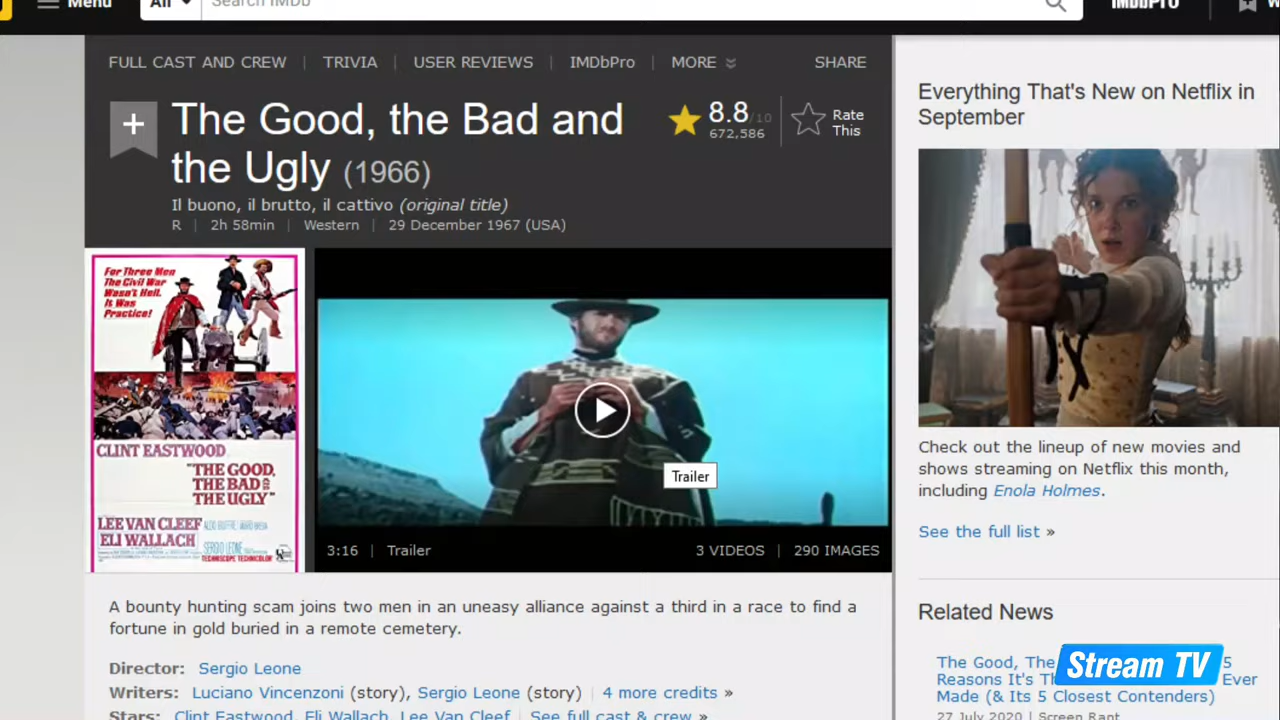 Menu
All
Search IMDb
IMDbPro
FULL CAST AND CREW | TRIVIA | USER REVIEWS | IMDbPro | MORE
SHARE
+
The Good, the Bad and
the Ugly (1966)
8.8/10
672,586
Rate
This
Il buono, il brutto, il cattivo (original title)
R | 2h 58min | Western | 29 December 1967 (USA)
For Three Men
The Civil War
Wasn't Hell.
It Was
Practice!
CLINT EASTWOOD
"THE GOOD,
THE BAD AND
THE UGLY"
LEE VAN CLEEF
ELI WALLACH
SERGIO LEONE
TECHNISCOPE TECHNICOLOR
Trailer
3:16 | Trailer
3 VIDEOS | 290 IMAGES
A bounty hunting scam joins two men in an uneasy alliance against a third in a race to find a
fortune in gold buried in a remote cemetery.
Director: Sergio Leone
Writers: Luciano Vincenzoni (story), Sergio Leone (story) | 4 more credits »
Stars: Clint Eastwood, Eli Wallach, Lee Van Cleef | See full cast & crew »
Everything That's New on Netflix in
September
Check out the lineup of new movies and
shows streaming on Netflix this month,
including Enola Holmes.
See the full list »
Related News
The Good, The 5
Reasons It's Ever
Made (& Its 5 Closest Contenders)
27 July 2020 | Screen Rant
Stream TV